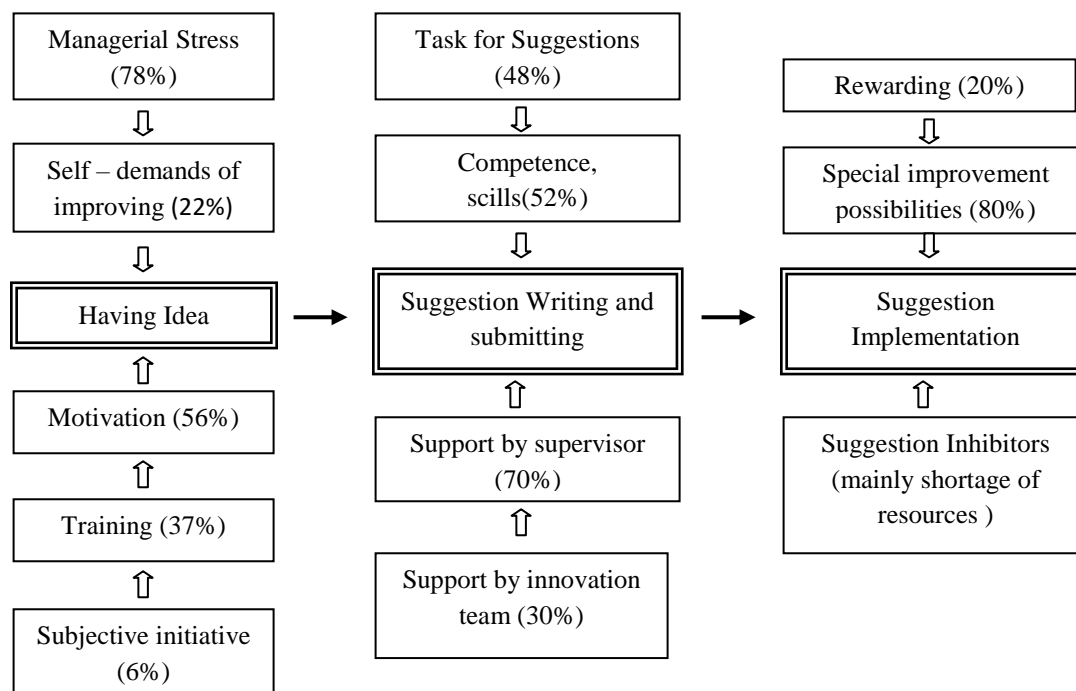 Managerial Stress
(78%)
Self – demands of
improving (22%)
Having Idea
Motivation (56%)
Training (37%)
Subjective initiative
(6%)
Task for Suggestions
(48%)
Competence,
scills(52%)
Suggestion Writing and
submitting
Support by supervisor
(70%)
Support by innovation
team (30%)
Rewarding (20%)
Special improvement
possibilities (80%)
Suggestion
Implementation
Suggestion Inhibitors
(mainly shortage of
resources )